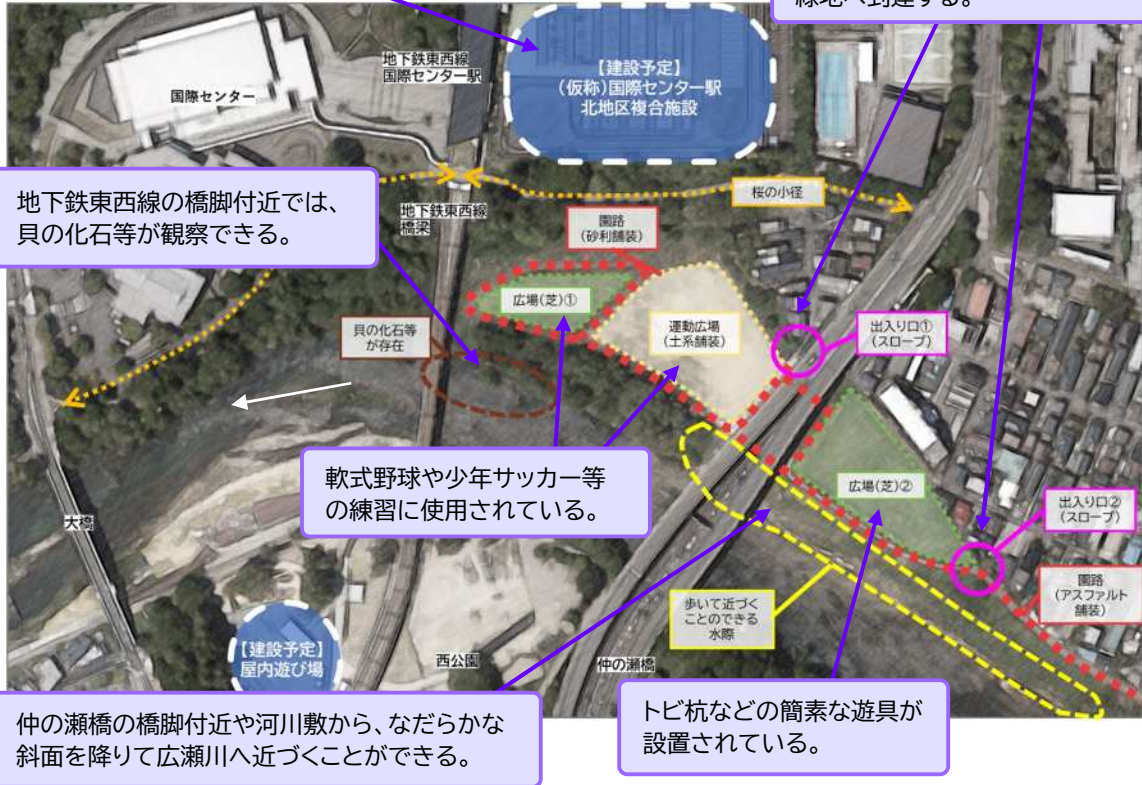 緑地へ到達する。
地下鉄東西線
国際センター駅
国際センター
【建設予定】
(仮称)国際センター駅
北地区複合施設
地下鉄東西線の橋脚付近では、
貝の化石等が観察できる。
桜の小径
地下鉄東西線
橋梁
園路
(砂利舗装)
広場(芝)①
運動広場
(土系舗装)
出入り口①
(スロープ)
貝の化石等
が存在
軟式野球や少年サッカー等
の練習に使用されている。
広場(芝)②
大橋
出入り口②
(スロープ)
園路
(アスファルト
舗装)
歩いて近づく
ことのできる
水際
【建設予定】
屋内遊び場
西公園
仲の瀬橋
仲の瀬橋の橋脚付近や河川敷から、なだらかな
斜面を降りて広瀬川へ近づくことができる。
トビ杭などの簡素な遊具が
設置されている。